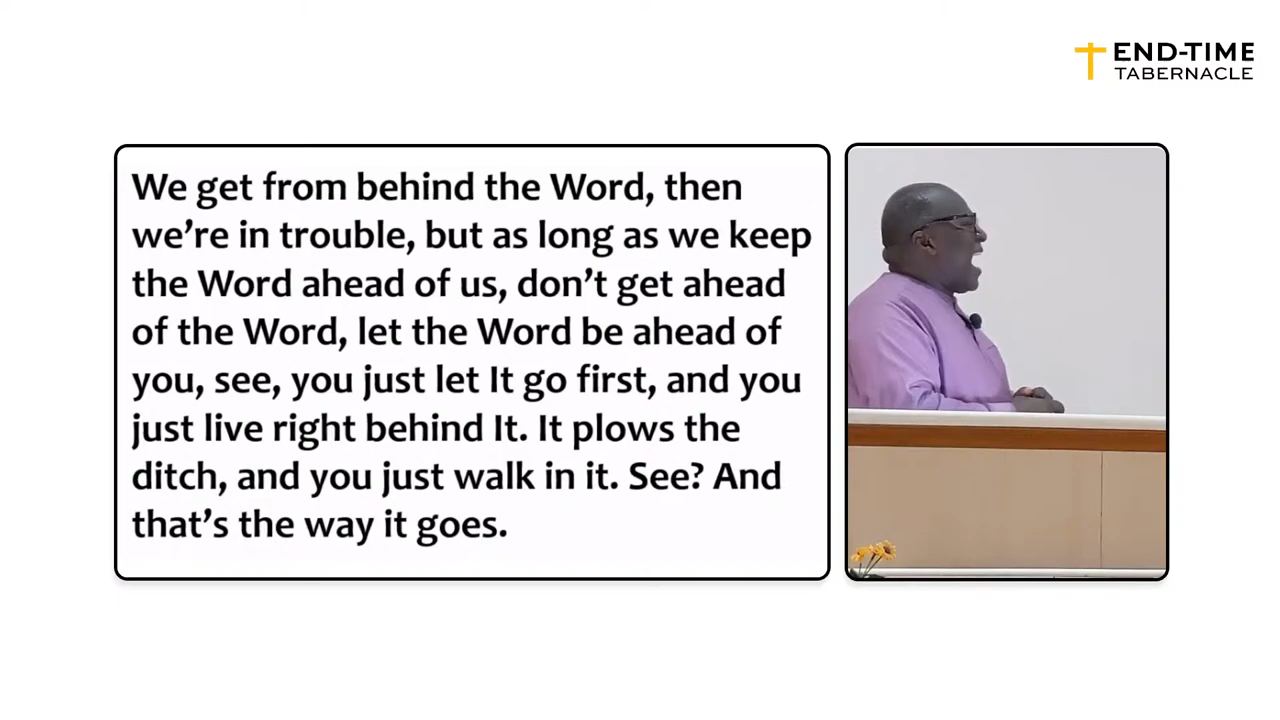 END-TIME
TABERNACLE
We get from behind the Word, then
we're in trouble, but as long as we keep
the Word ahead of us, don't get ahead
of the Word, let the Word be ahead of
you, see, you just let It go first, and you
just live right behind It. It plows the
ditch, and you just walk in it. See? And
that's the way it goes.